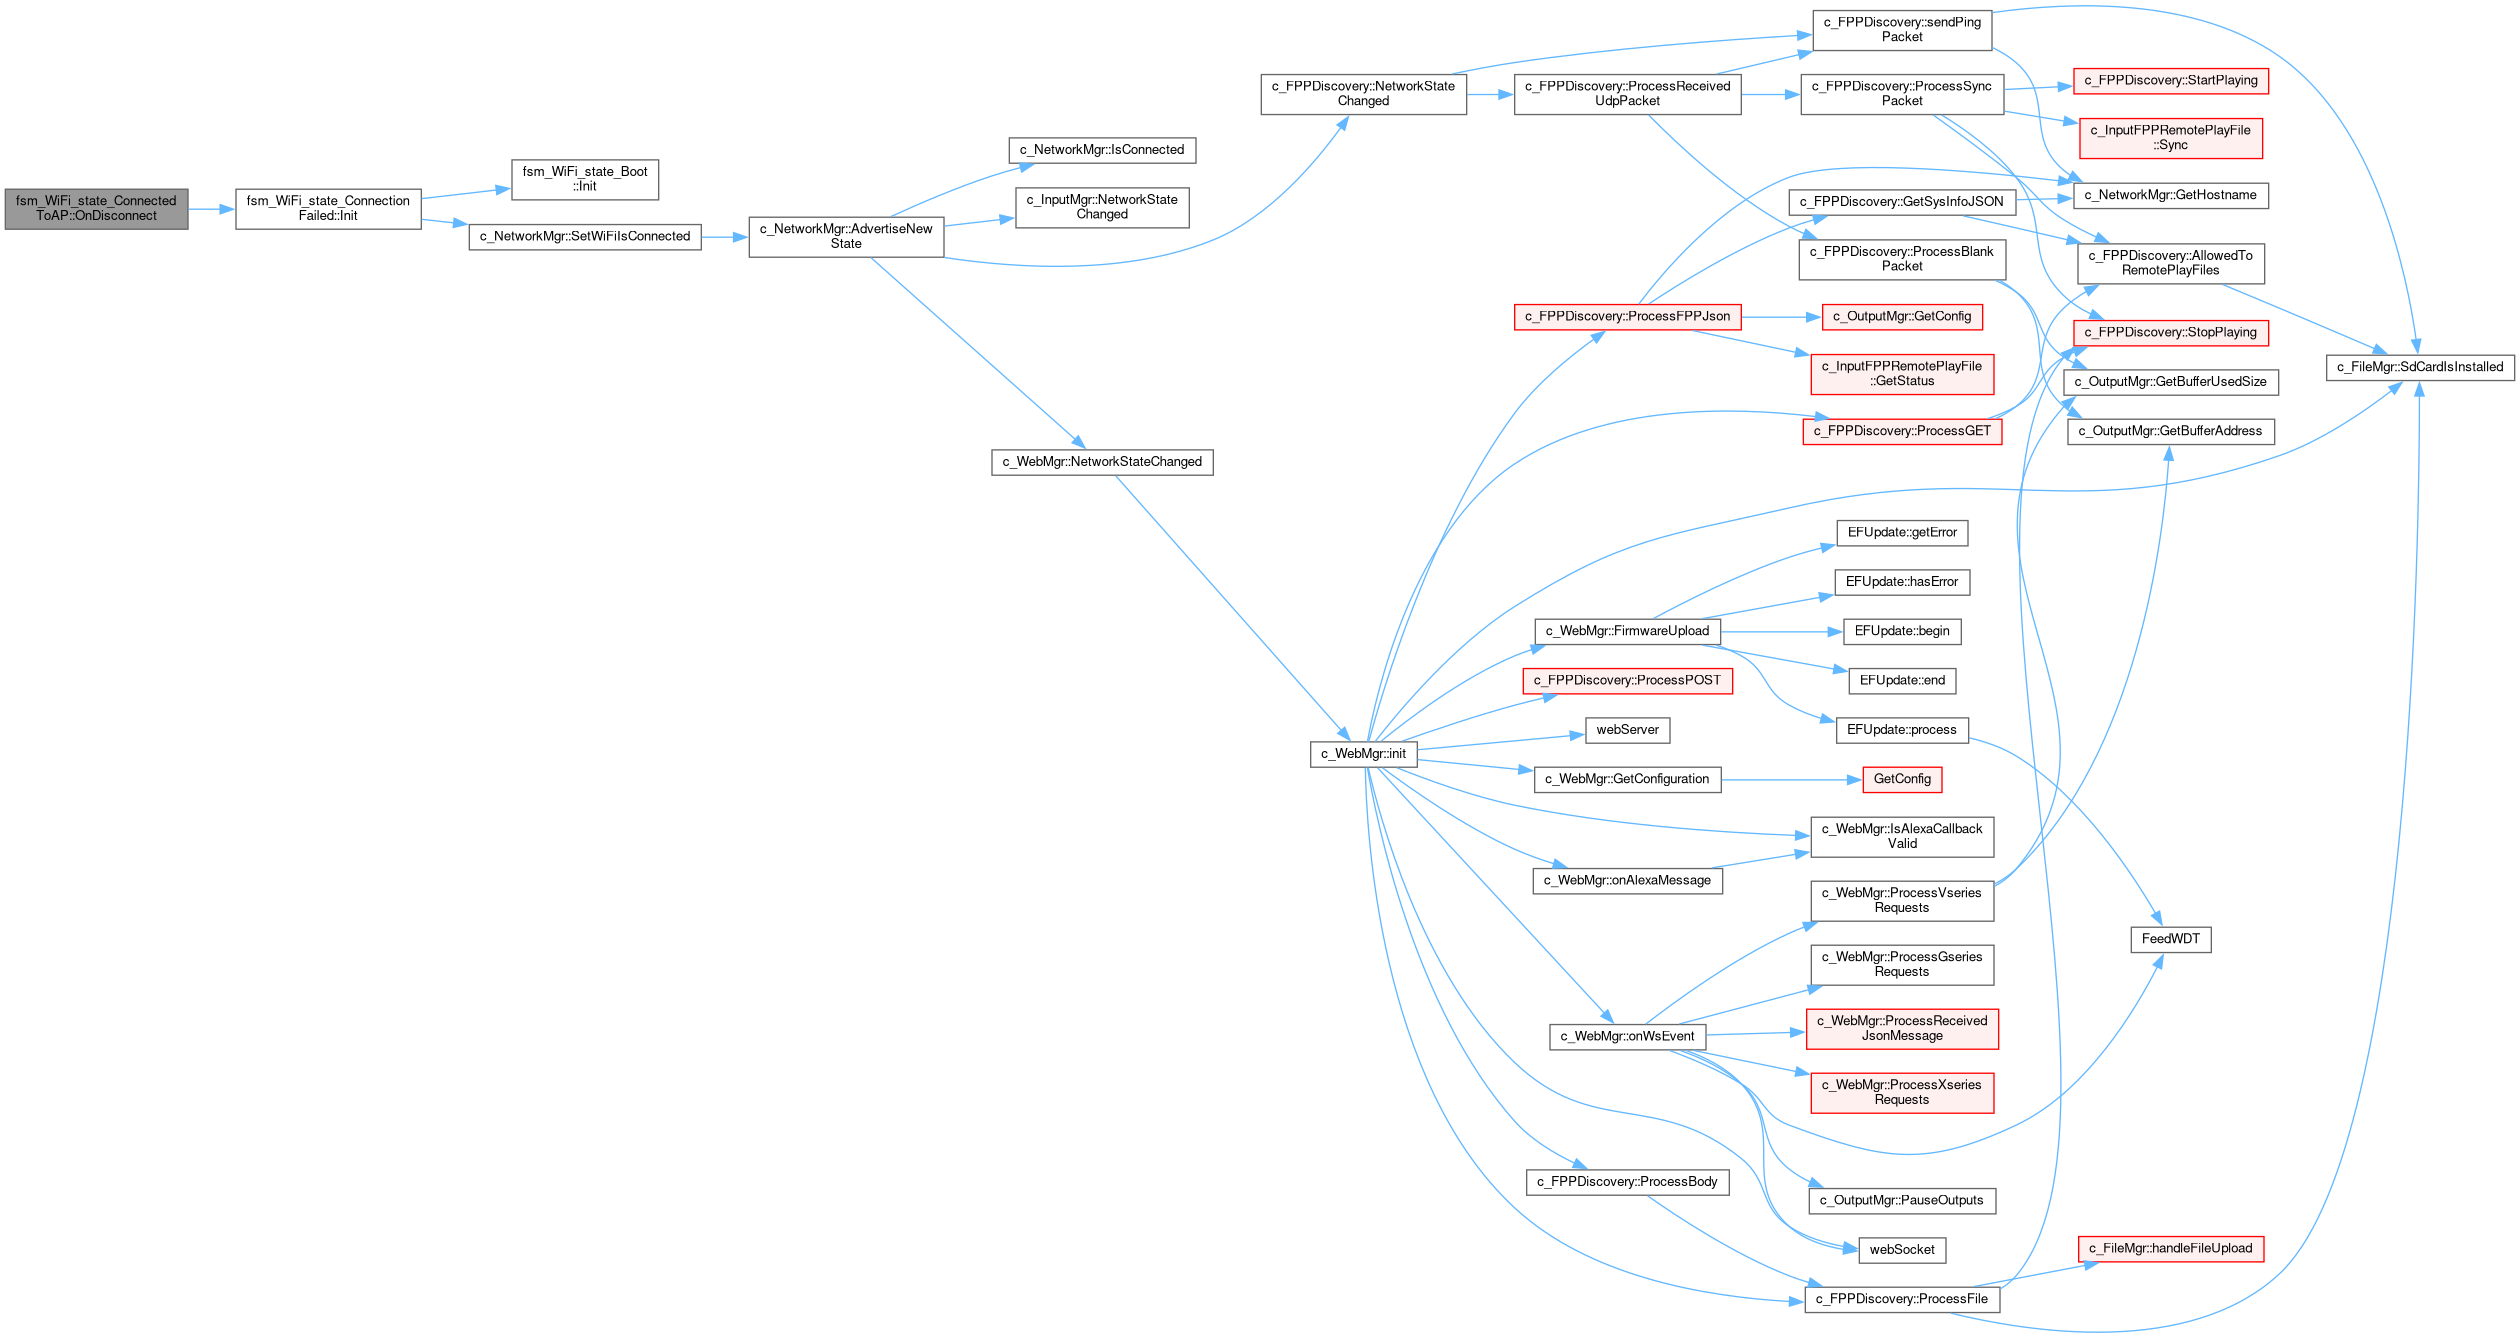 fsm_WiFi_state_Connected
ToAP::OnDisconnect
fsm_WiFi_state_Connection
Failed::Init
fsm_WiFi_state_Boot
::Init
c_NetworkMgr::SetWiFiIsConnected
c_NetworkMgr::AdvertiseNew
State
c_NetworkMgr::IsConnected
c_InputMgr::NetworkState
Changed
c_FPPDiscovery::NetworkState
Changed
c_WebMgr::NetworkStateChanged
c_FPPDiscovery::sendPing
Packet
c_FPPDiscovery::ProcessReceived
UdpPacket
c_FPPDiscovery::ProcessSync
Packet
c_FPPDiscovery::StartPlaying
c_InputFPPRemotePlayFile
::Sync
c_NetworkMgr::GetHostname
c_FPPDiscovery::GetSysInfoJSON
c_FPPDiscovery::ProcessBlank
Packet
c_FPPDiscovery::AllowedTo
RemotePlayFiles
c_FPPDiscovery::ProcessFPPJson
c_OutputMgr::GetConfig
c_FPPDiscovery::StopPlaying
c_InputFPPRemotePlayFile
::GetStatus
c_FileMgr::SdCardIsInstalled
c_OutputMgr::GetBufferUsedSize
c_FPPDiscovery::ProcessGET
c_OutputMgr::GetBufferAddress
EFUpdate::getError
EFUpdate::hasError
c_WebMgr::FirmwareUpload
EFUpdate::begin
c_FPPDiscovery::ProcessPOST
EFUpdate::end
webServer
EFUpdate::process
c_WebMgr::init
c_WebMgr::GetConfiguration
GetConfig
c_WebMgr::IsAlexaCallback
Valid
c_WebMgr::onAlexaMessage
c_WebMgr::ProcessVseries
Requests
FeedWDT
c_WebMgr::ProcessGseries
Requests
c_WebMgr::onWsEvent
c_WebMgr::ProcessReceived
JsonMessage
c_WebMgr::ProcessXseries
Requests
c_FPPDiscovery::ProcessBody
c_OutputMgr::PauseOutputs
webSocket
c_FileMgr::handleFileUpload
c_FPPDiscovery::ProcessFile